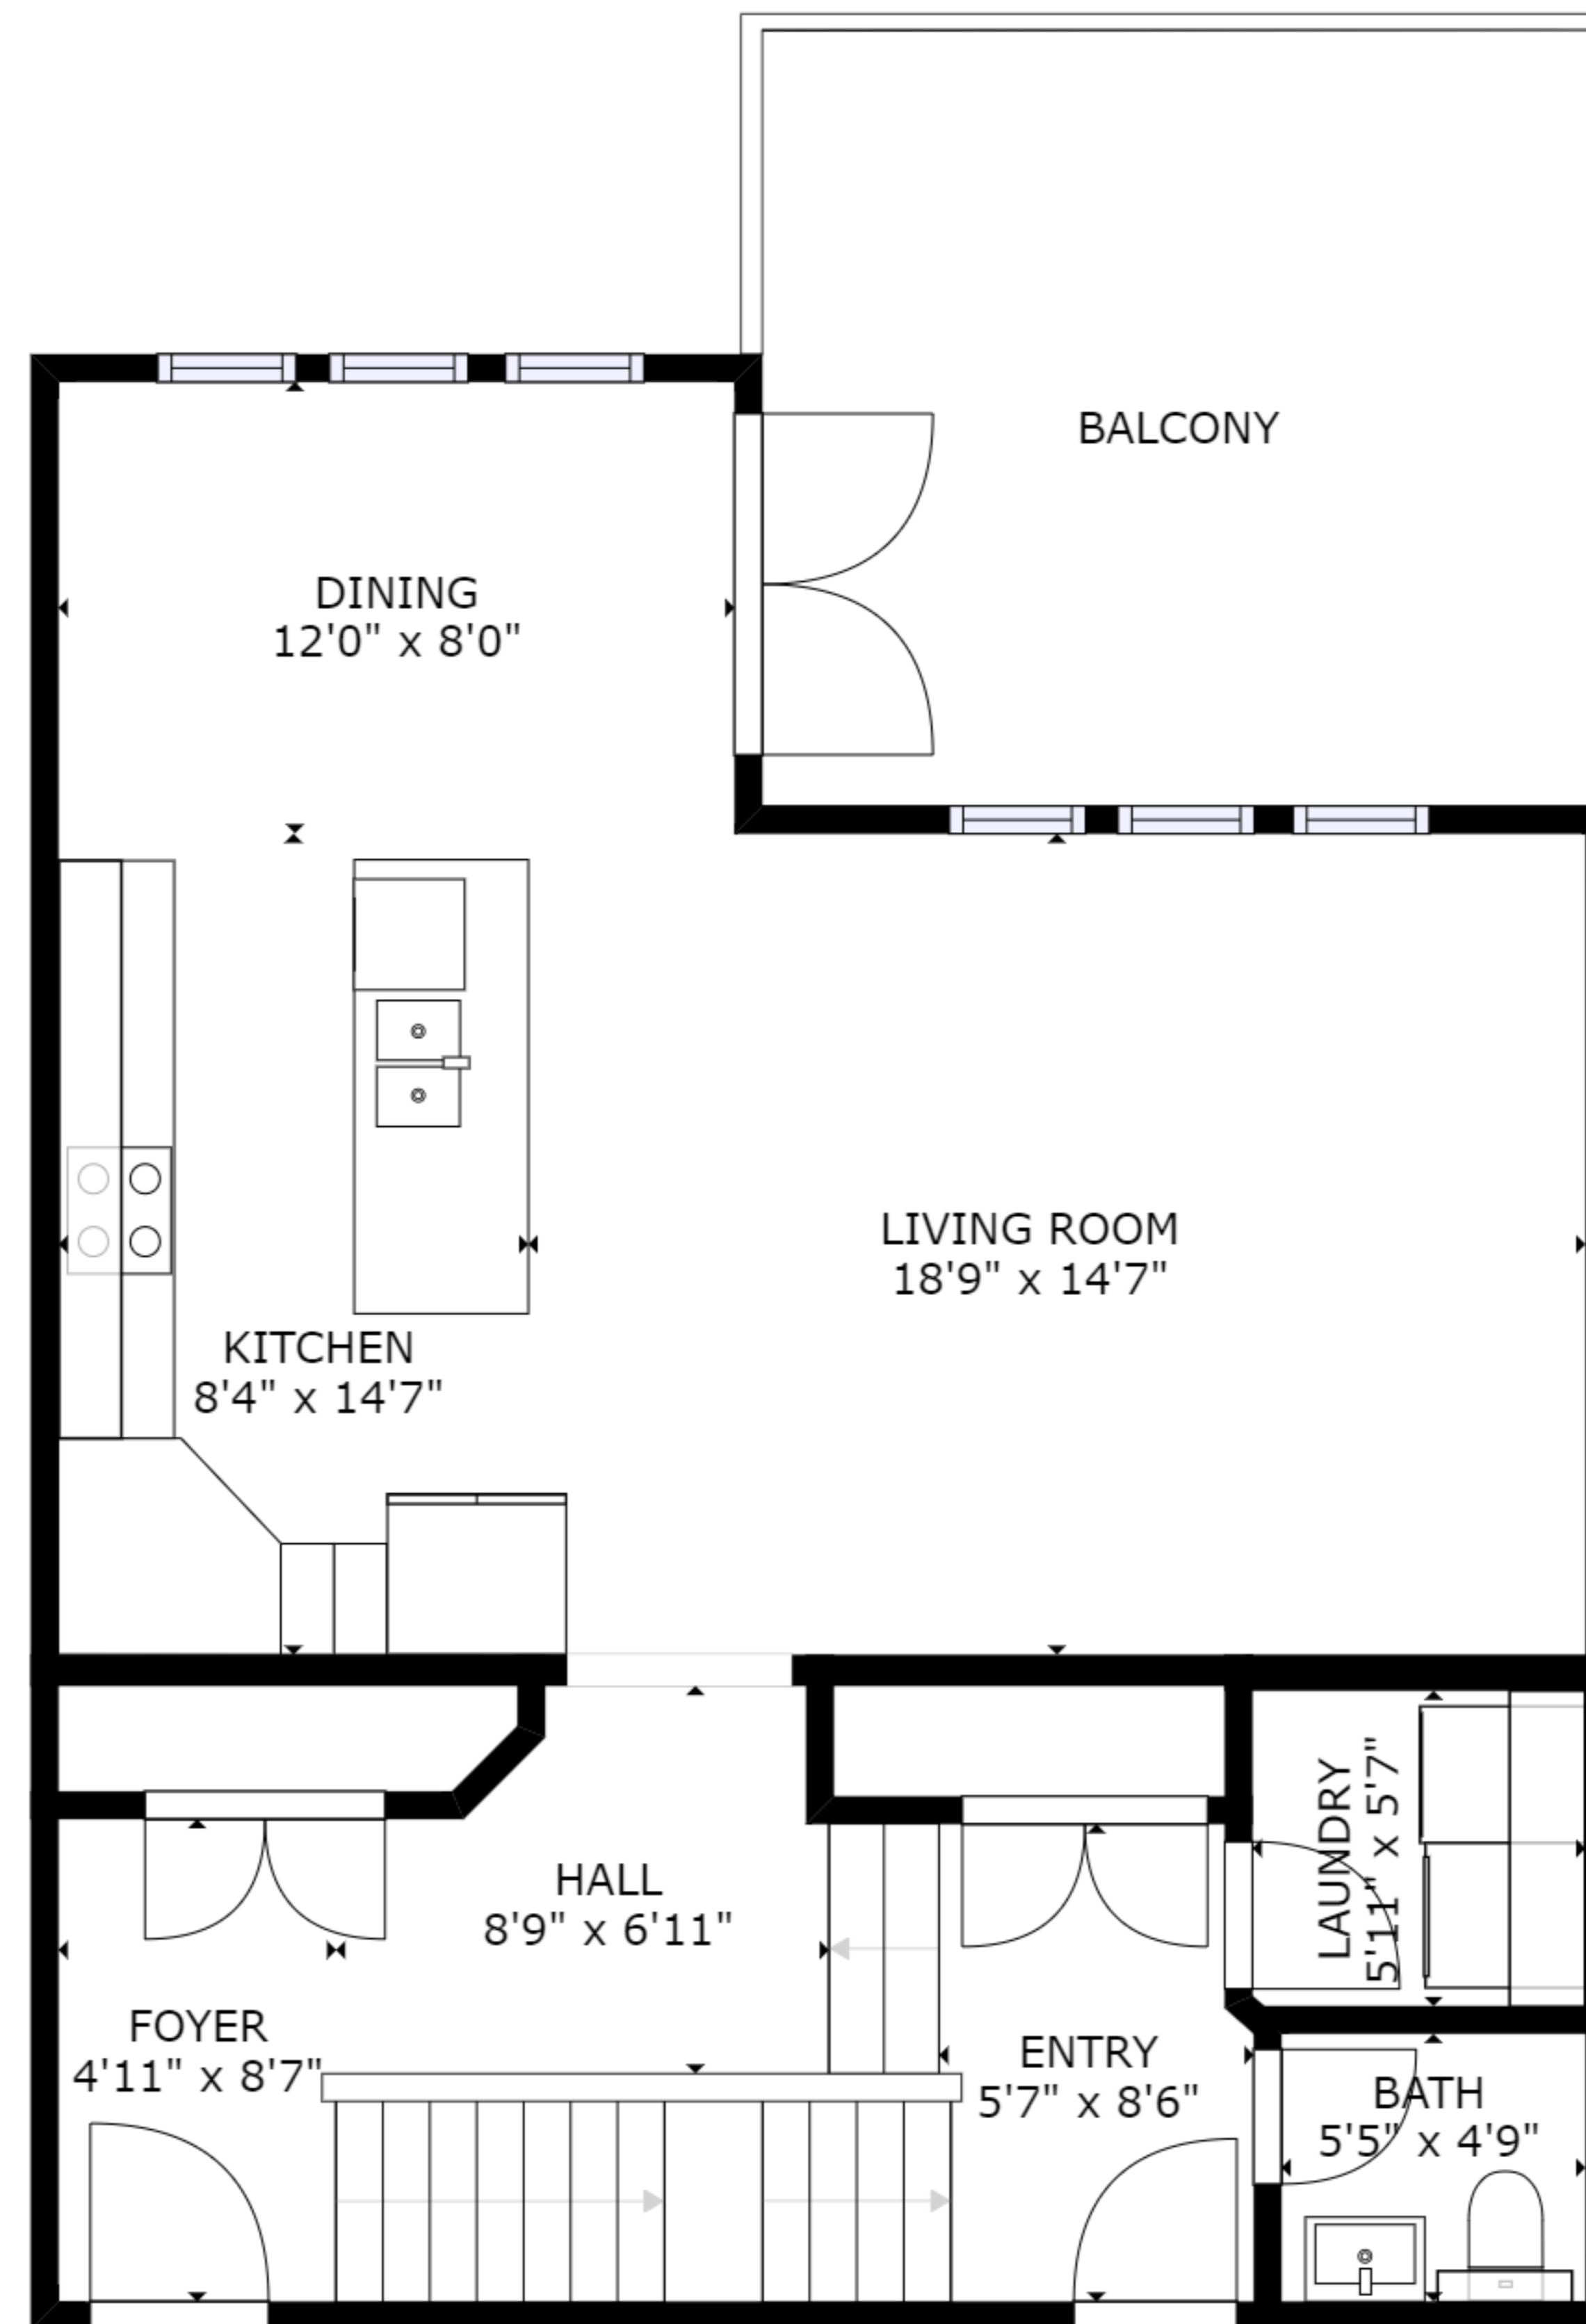 BALCONY
DINING
12'0" x 8'0"
LIVING ROOM
18'9" x 14'7"
KITCHEN
8'4" x 14'7"
HALL
8'9" x 6'11"
LAUNDRY
5'11" x 5'7"
FOYER
4'11" x 8'7"
ENTRY
5'7" x 8'6"
BATH
5'5" x 4'9"